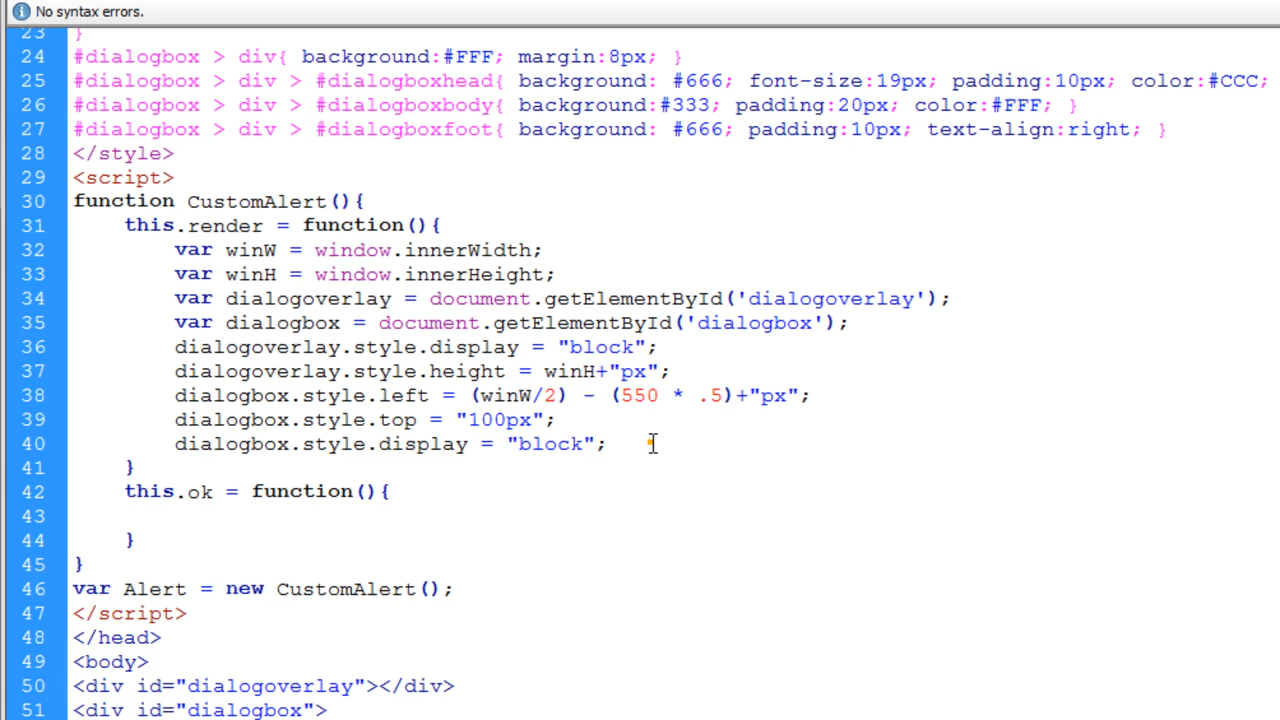 No syntax errors.
23 }
24 #dialogbox > div{ background:#FFF; margin:8px; }
25 #dialogbox > div > #dialogboxhead{ background: #666; font-size:19px; padding:10px; color:#CCC;
26 #dialogbox > div > #dialogboxbody{ background:#333; padding:20px; color:#FFF; }
27 #dialogbox > div > #dialogboxfoot{ background: #666; padding:10px; text-align:right; }
28 </style>
29 <script>
30 function CustomAlert(){
31     this.render = function(){
32         var winW = window.innerWidth;
33         var winH = window.innerHeight;
34         var dialogoverlay = document.getElementById('dialogoverlay');
35         var dialogbox = document.getElementById('dialogbox');
36         dialogoverlay.style.display = "block";
37         dialogoverlay.style.height = winH+"px";
38         dialogbox.style.left = (winW/2) - (550 * .5)+"px";
39         dialogbox.style.top = "100px";
40         dialogbox.style.display = "block";
41     }
42     this.ok = function(){
43
44     }
45 }
46 var Alert = new CustomAlert();
47 </script>
48 </head>
49 <body>
50 <div id="dialogoverlay"></div>
51 <div id="dialogbox">